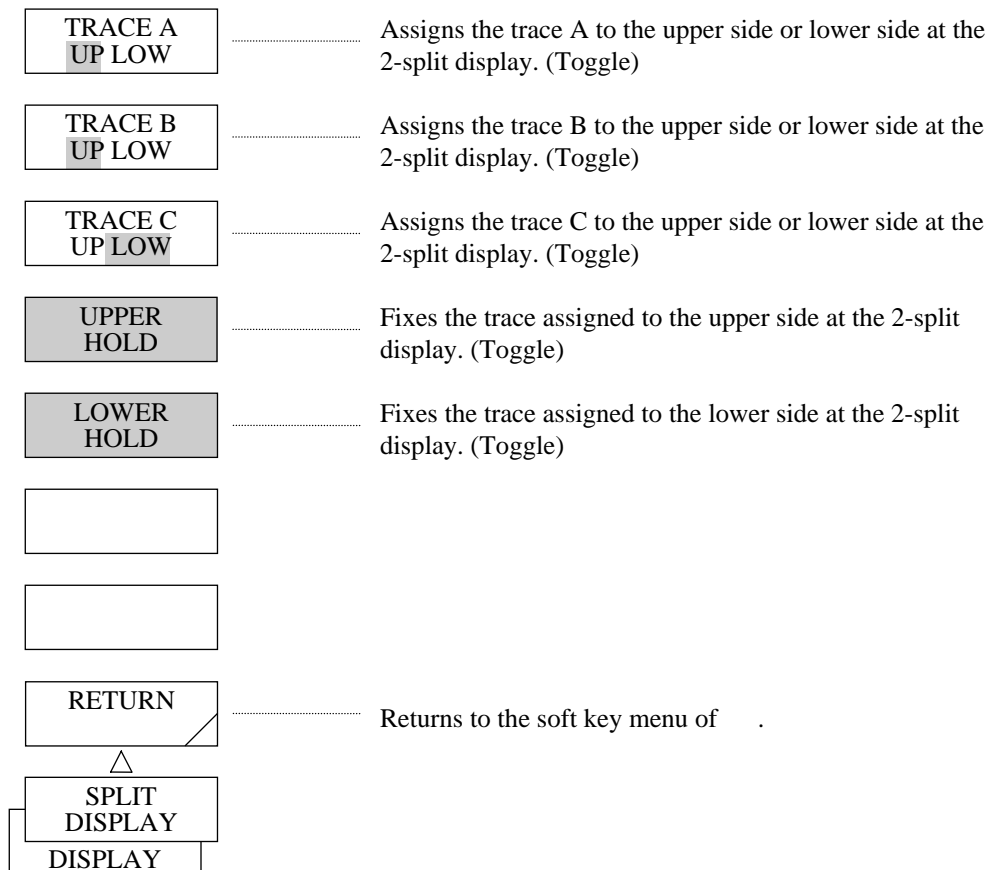 TRACE A
UP LOW
Assigns the trace A to the upper side or lower side at the
2-split display. (Toggle)
TRACE B
UP LOW
Assigns the trace B to the upper side or lower side at the
2-split display. (Toggle)
TRACE C
UP LOW
Assigns the trace C to the upper side or lower side at the
2-split display. (Toggle)
UPPER
HOLD
Fixes the trace assigned to the upper side at the 2-split
display. (Toggle)
LOWER
HOLD
Fixes the trace assigned to the lower side at the 2-split
display. (Toggle)
RETURN
Returns to the soft key menu of .
SPLIT
DISPLAY
DISPLAY